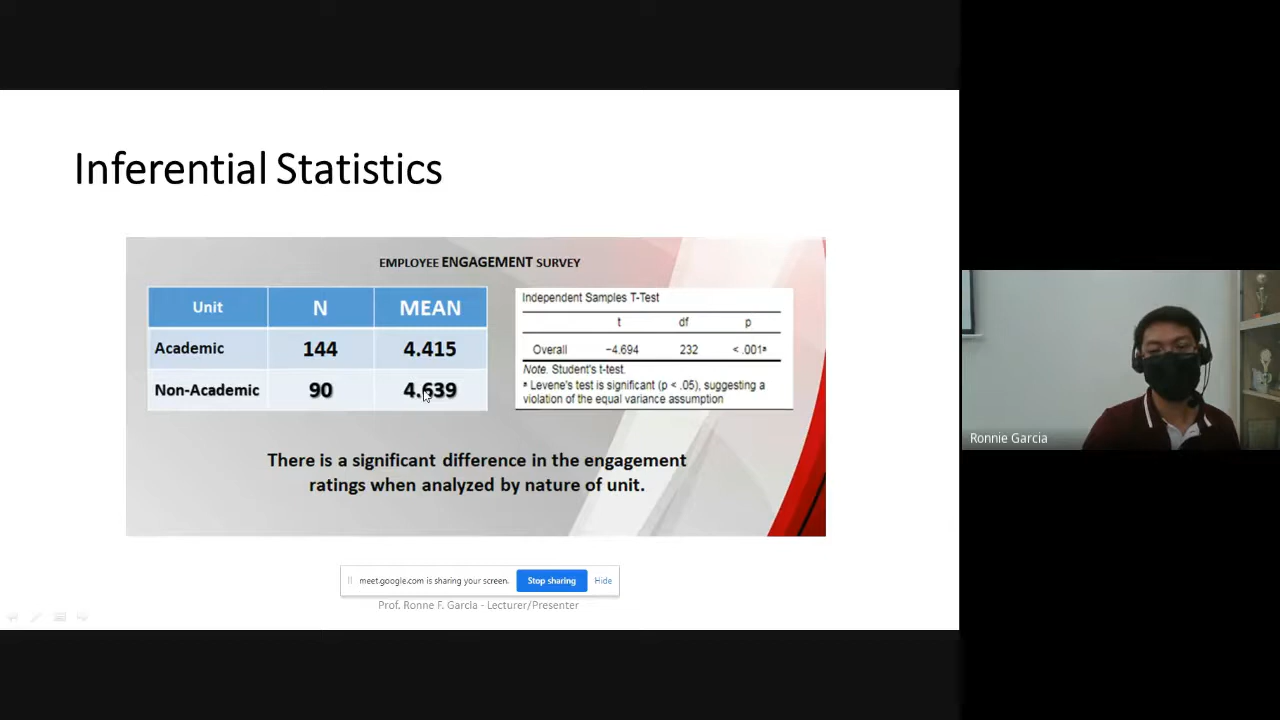 Inferential Statistics
EMPLOYEE ENGAGEMENT SURVEY
Unit N MEAN
Academic 144 4.415
Non-Academic 90 4.639
Independent Samples T-Test
t df p
Overall −4.694 232 < .001ᵃ
Note. Student's t-test.
ᵃ Levene's test is significant (p < .05), suggesting a
violation of the equal variance assumption
There is a significant difference in the engagement
ratings when analyzed by nature of unit.
meet.google.com is sharing your screen. Stop sharing Hide
Prof. Ronne F. Garcia - Lecturer/Presenter
Ronnie Garcia